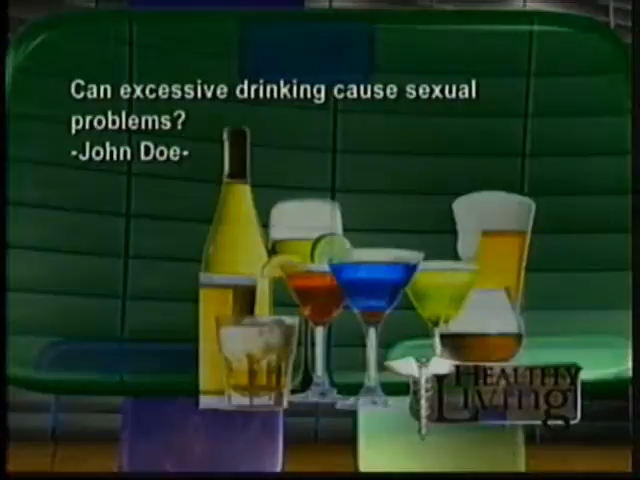 Can excessive drinking cause sexual
problems?
-John Doe-
HEALTHY
Living